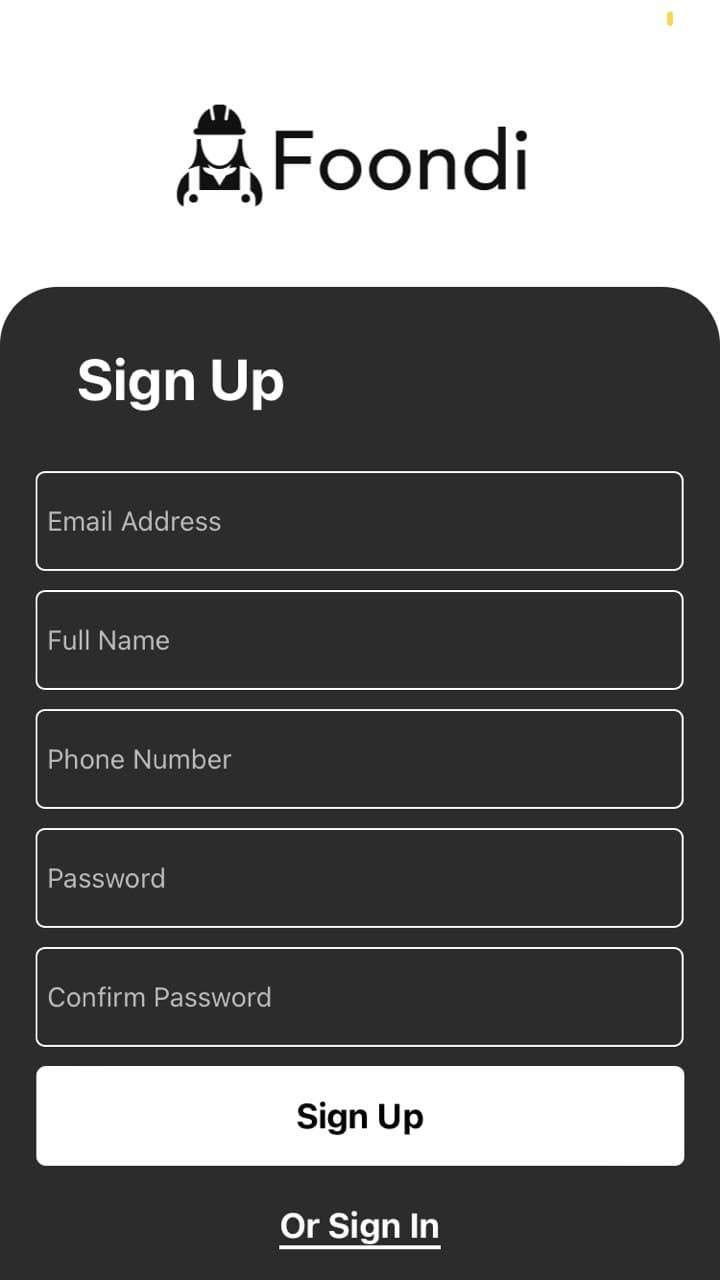 Foondi
Sign Up
Email Address
Full Name
Phone Number
Password
Confirm Password
Sign Up
Or Sign In